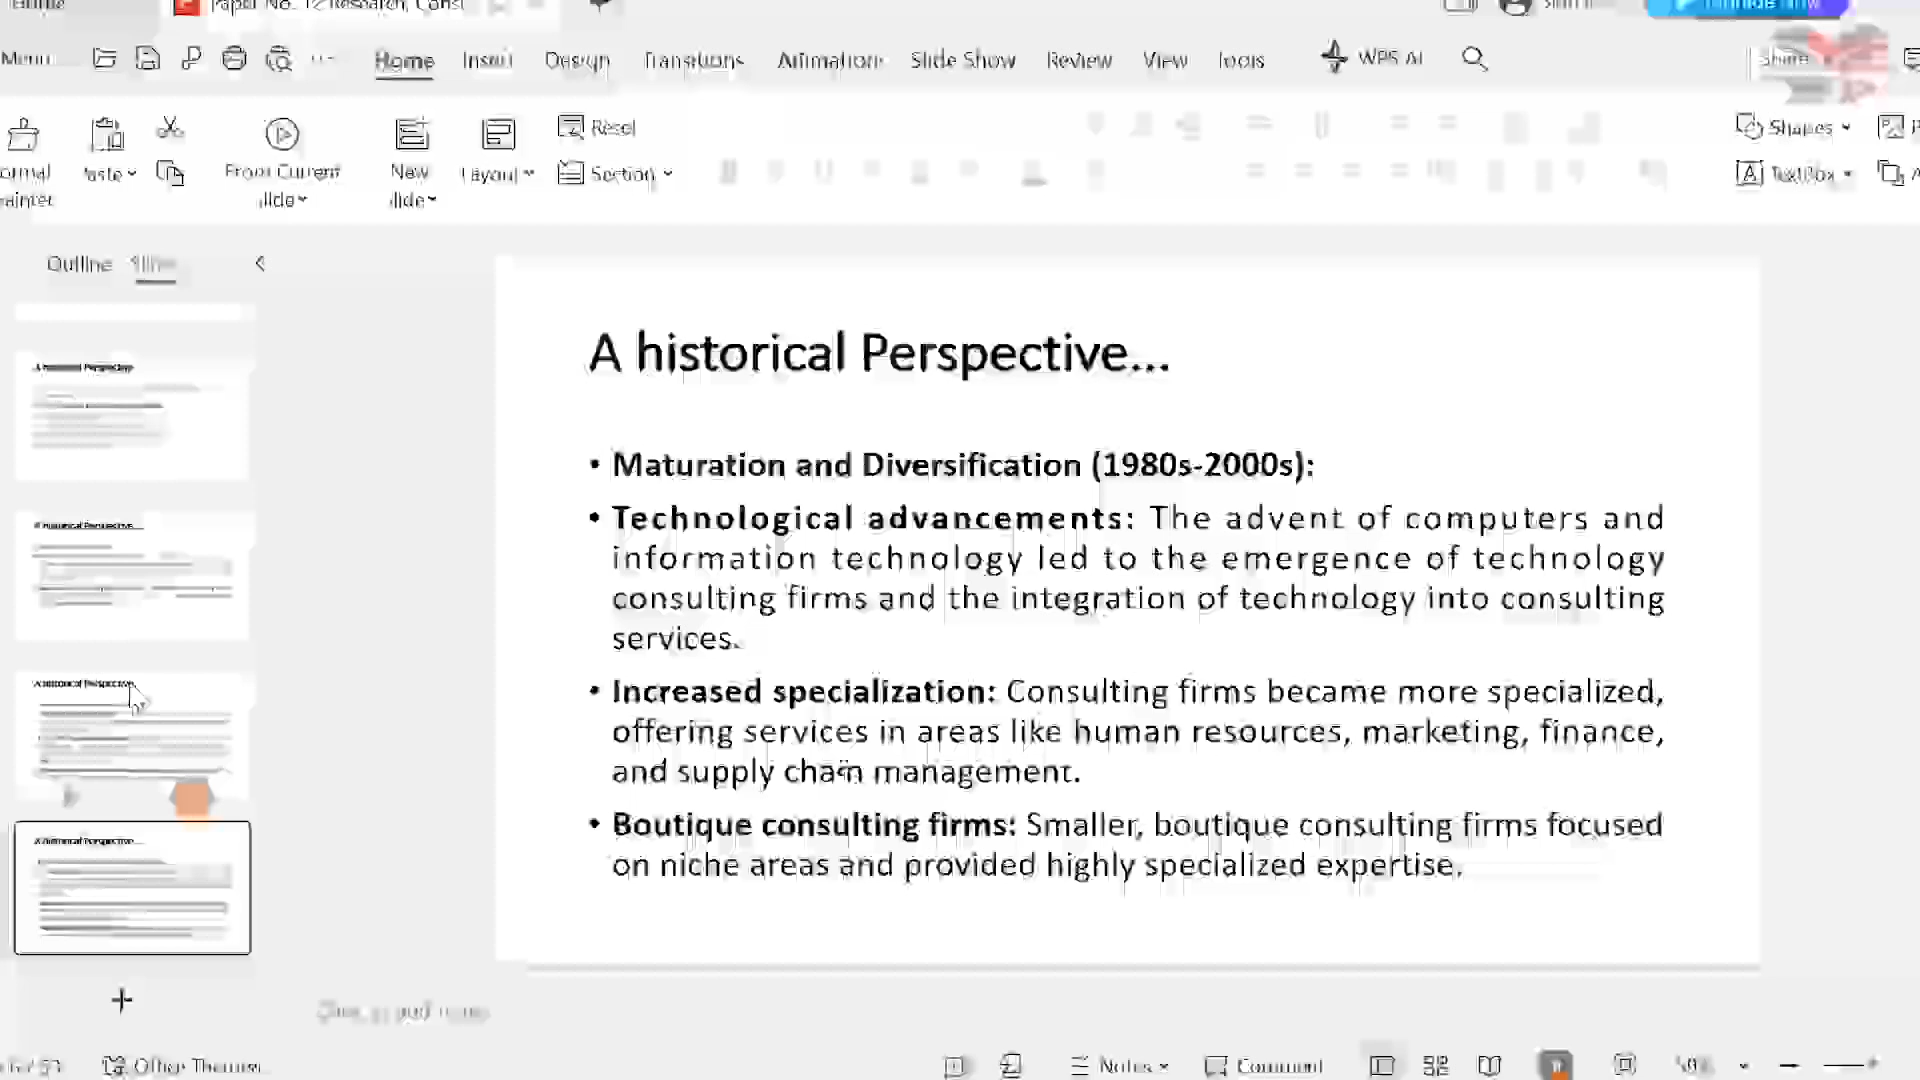 Home Insert Design Transitions Animations Slide Show Review View Tools WPS AI
Reset
Shapes
From Current
New
Layout
Section
TextBox
Outline
A historical Perspective...
• Maturation and Diversification (1980s-2000s):
• Technological advancements: The advent of computers and
information technology led to the emergence of technology
consulting firms and the integration of technology into consulting
services.
• Increased specialization: Consulting firms became more specialized,
offering services in areas like human resources, marketing, finance,
and supply chain management.
• Boutique consulting firms: Smaller, boutique consulting firms focused
on niche areas and provided highly specialized expertise.
Notes
Comment